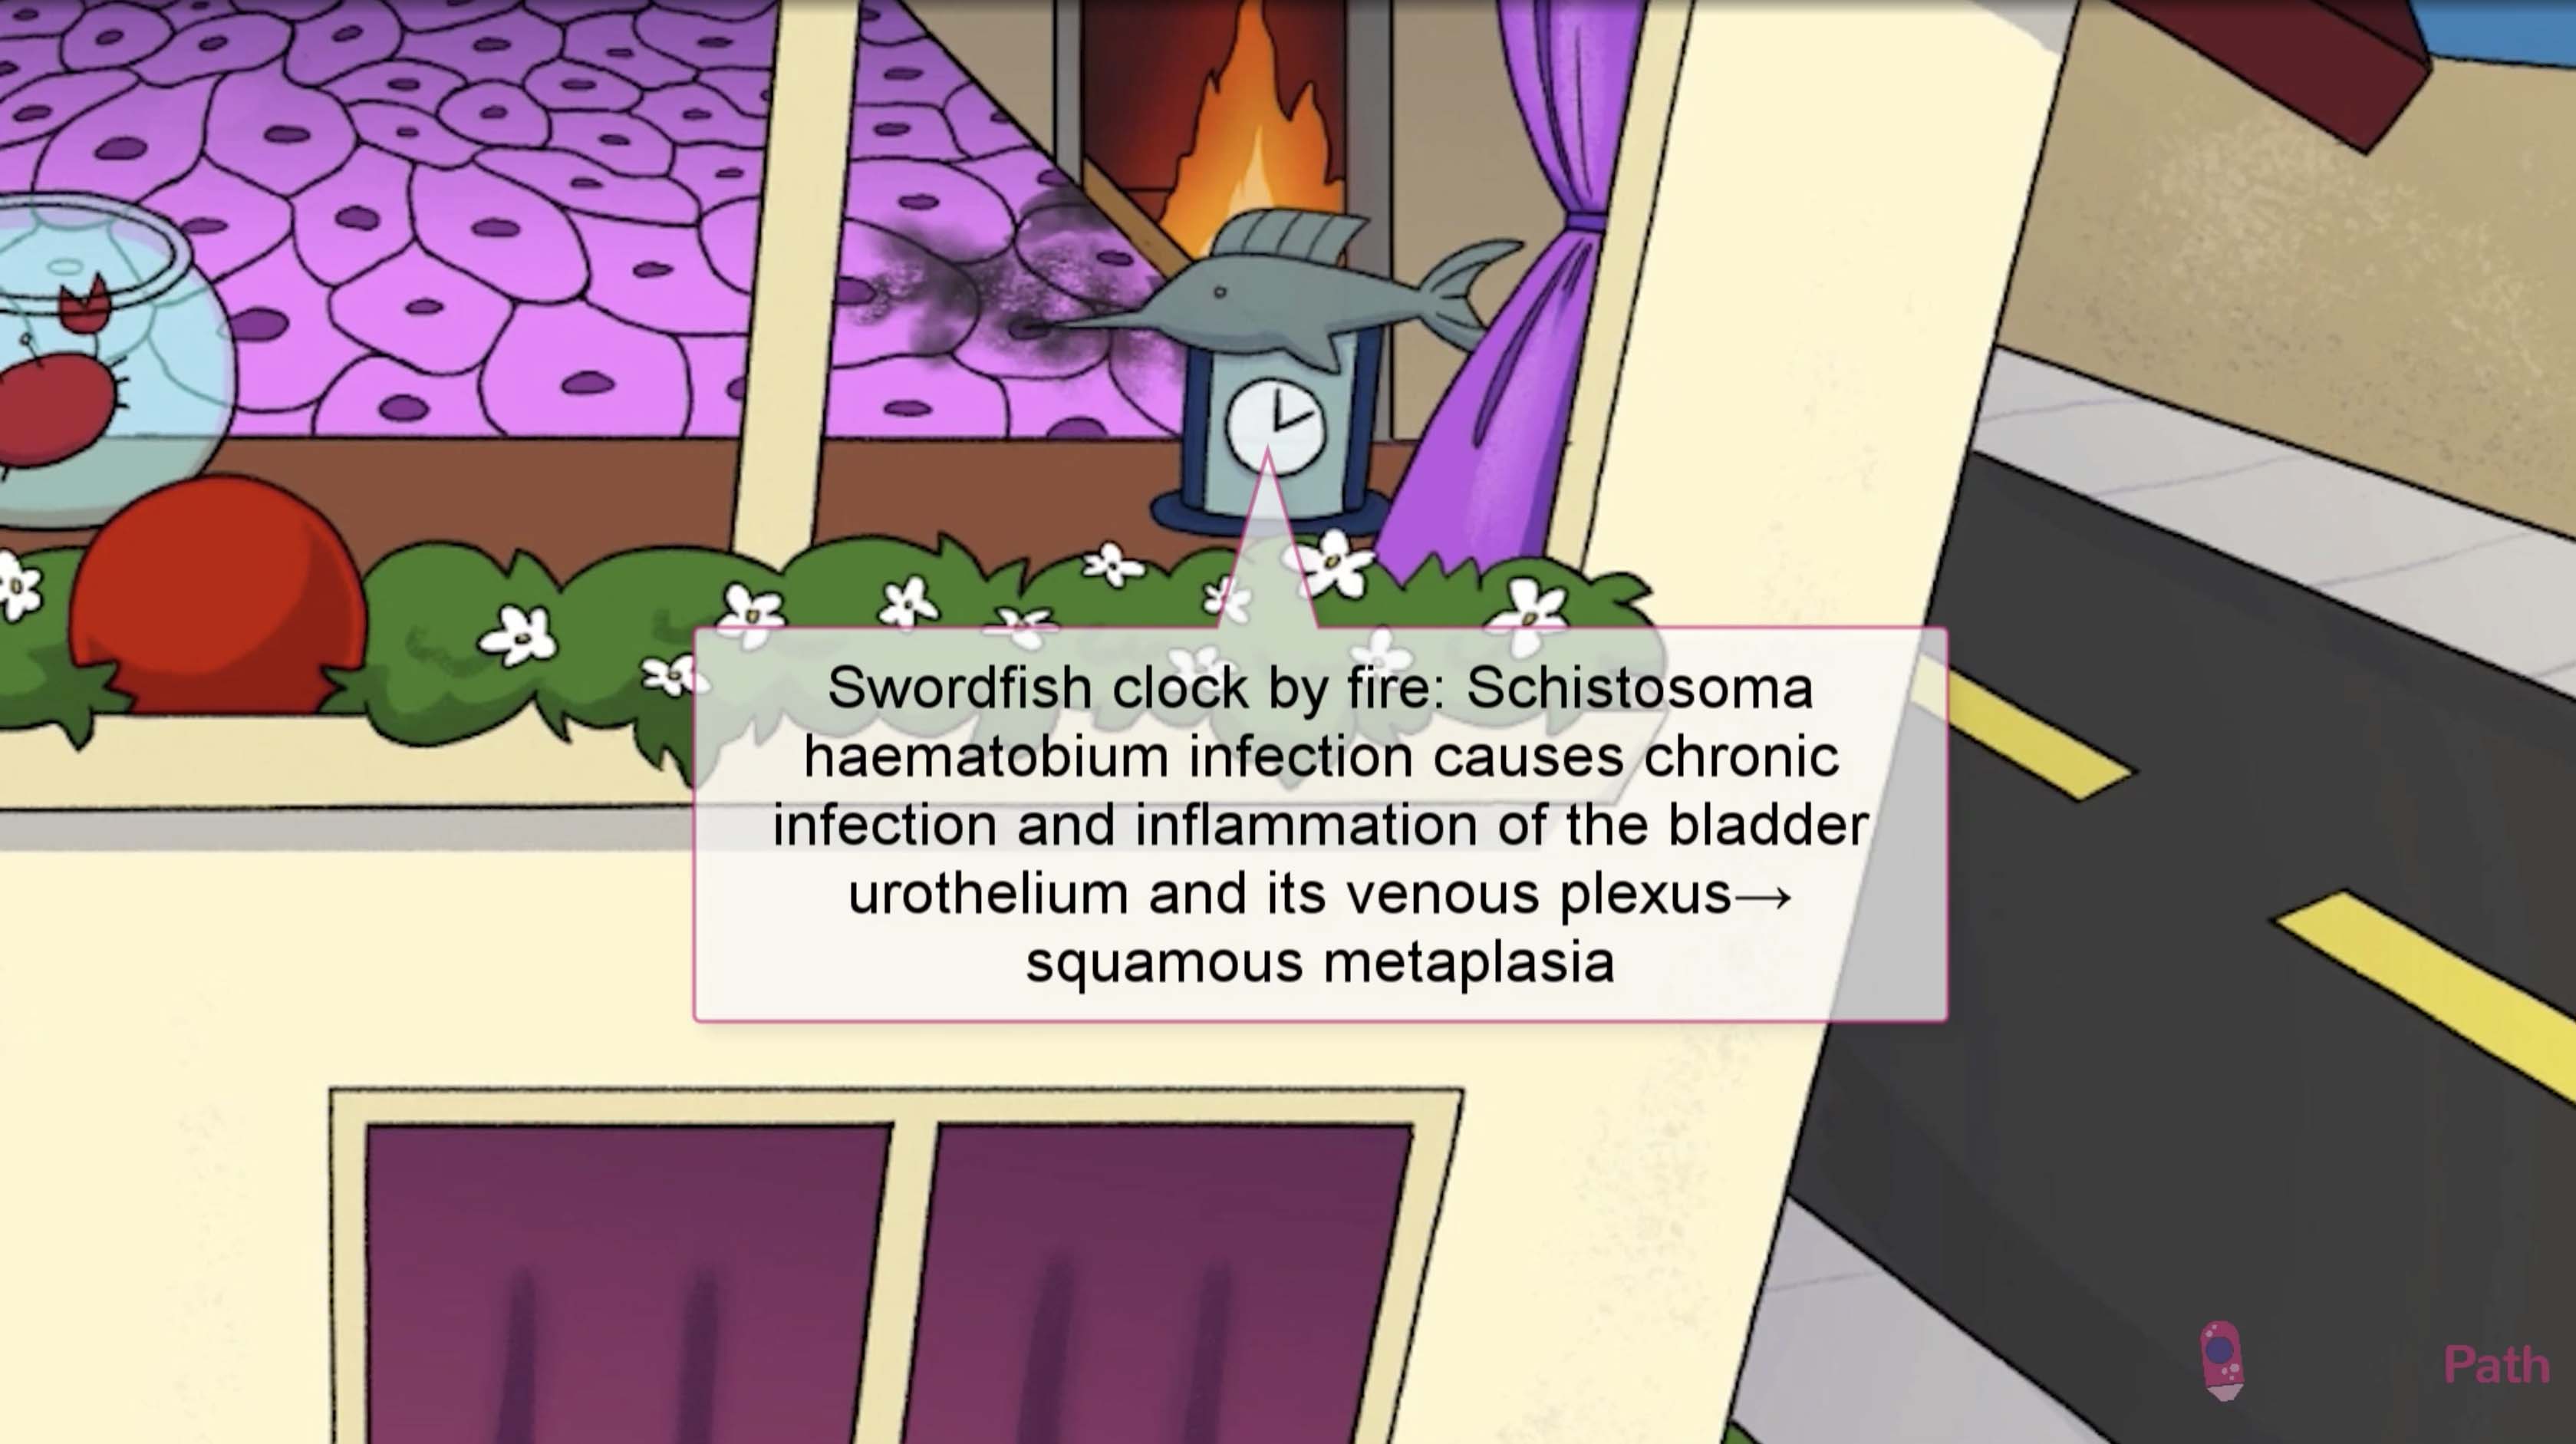 Swordfish clock by fire: Schistosoma
haematobium infection causes chronic
infection and inflammation of the bladder
urothelium and its venous plexus→
squamous metaplasia
Path